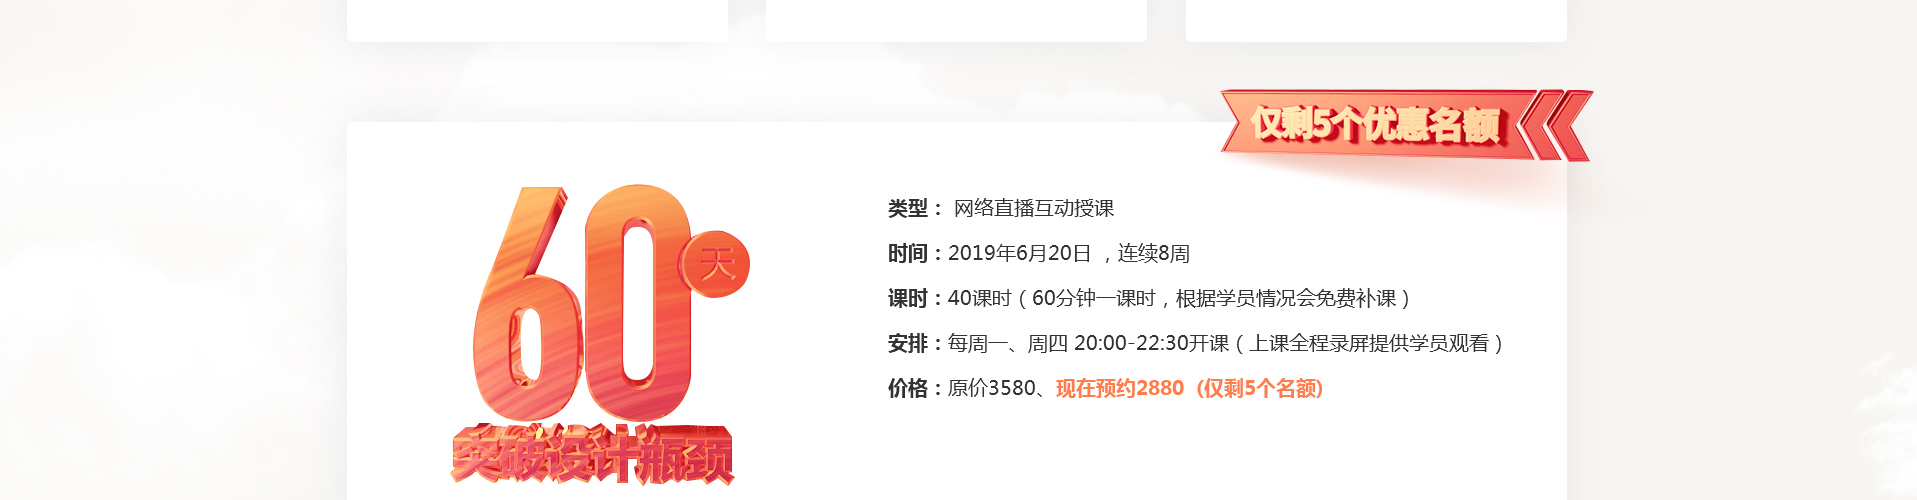 仅剩5个优惠名额
60天
突破设计瓶颈
类型： 网络直播互动授课
时间：2019年6月20日 ，连续8周
课时：40课时（60分钟一课时，根据学员情况会免费补课）
安排：每周一、周四 20:00-22:30开课（上课全程录屏提供学员观看）
价格：原价3580、现在预约2880 (仅剩5个名额)